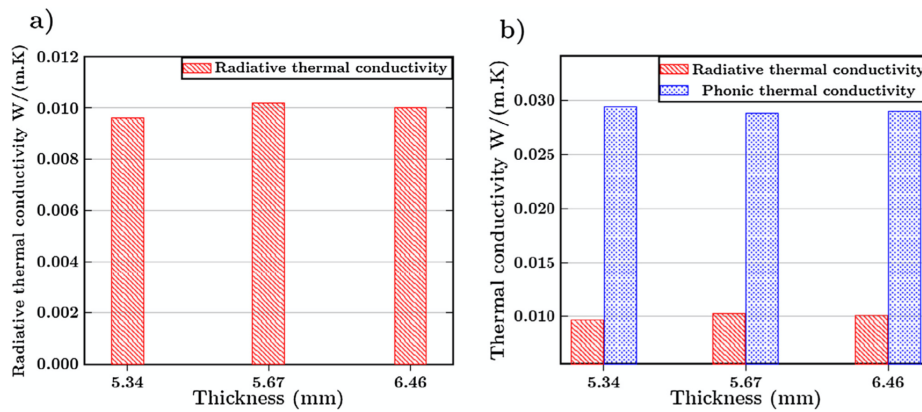 a)
Radiative thermal conductivity W/(m.K)
0.012
0.010
0.008
0.006
0.004
0.002
0.000
Radiative thermal conductivity
5.34
5.67
6.46
Thickness (mm)
b)
Thermal conductivity W/(m.K)
0.030
0.025
0.020
0.015
0.010
Radiative thermal conductivity
Phonic thermal conductivity
5.34
5.67
6.46
Thickness (mm)